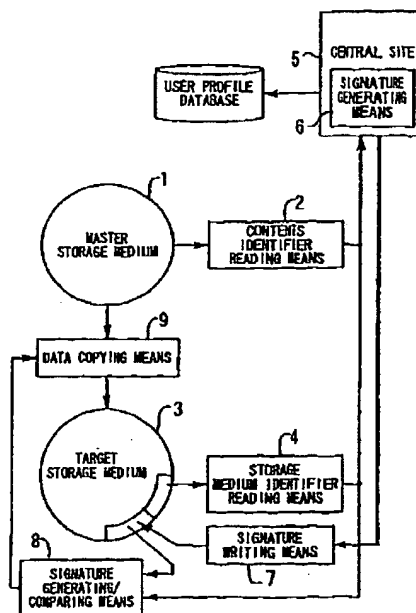 5
CENTRAL SITE
SIGNATURE
GENERATING
MEANS
6
USER PROFILE
DATABASE
1
MASTER
STORAGE MEDIUM
2
CONTENTS
IDENTIFIER
READING MEANS
9
DATA COPYING MEANS
3
TARGET
STORAGE MEDIUM
4
STORAGE
MEDIUM IDENTIFIER
READING MEANS
8
SIGNATURE
GENERATING/
COMPARING MEANS
SIGNATURE
WRITING MEANS
7